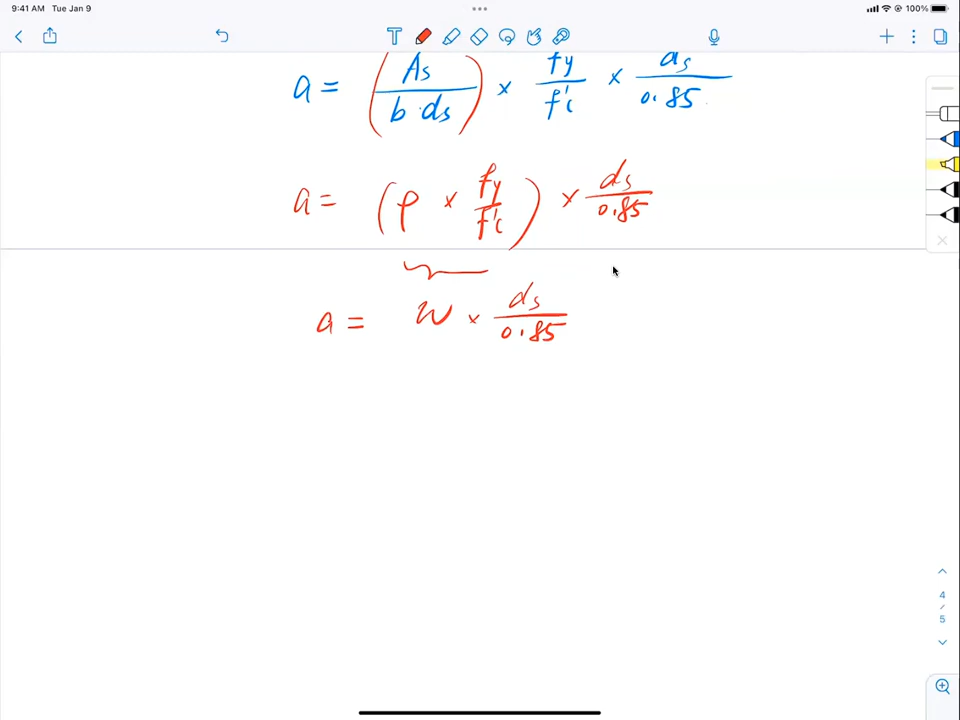 9:41 AM Tue Jan 9 100%
T
a = (As / b·ds) × fy / f'c × ds / 0.85
a = (ρ × fy / f'c) × ds / 0.85
a = w × ds / 0.85
4
/
5